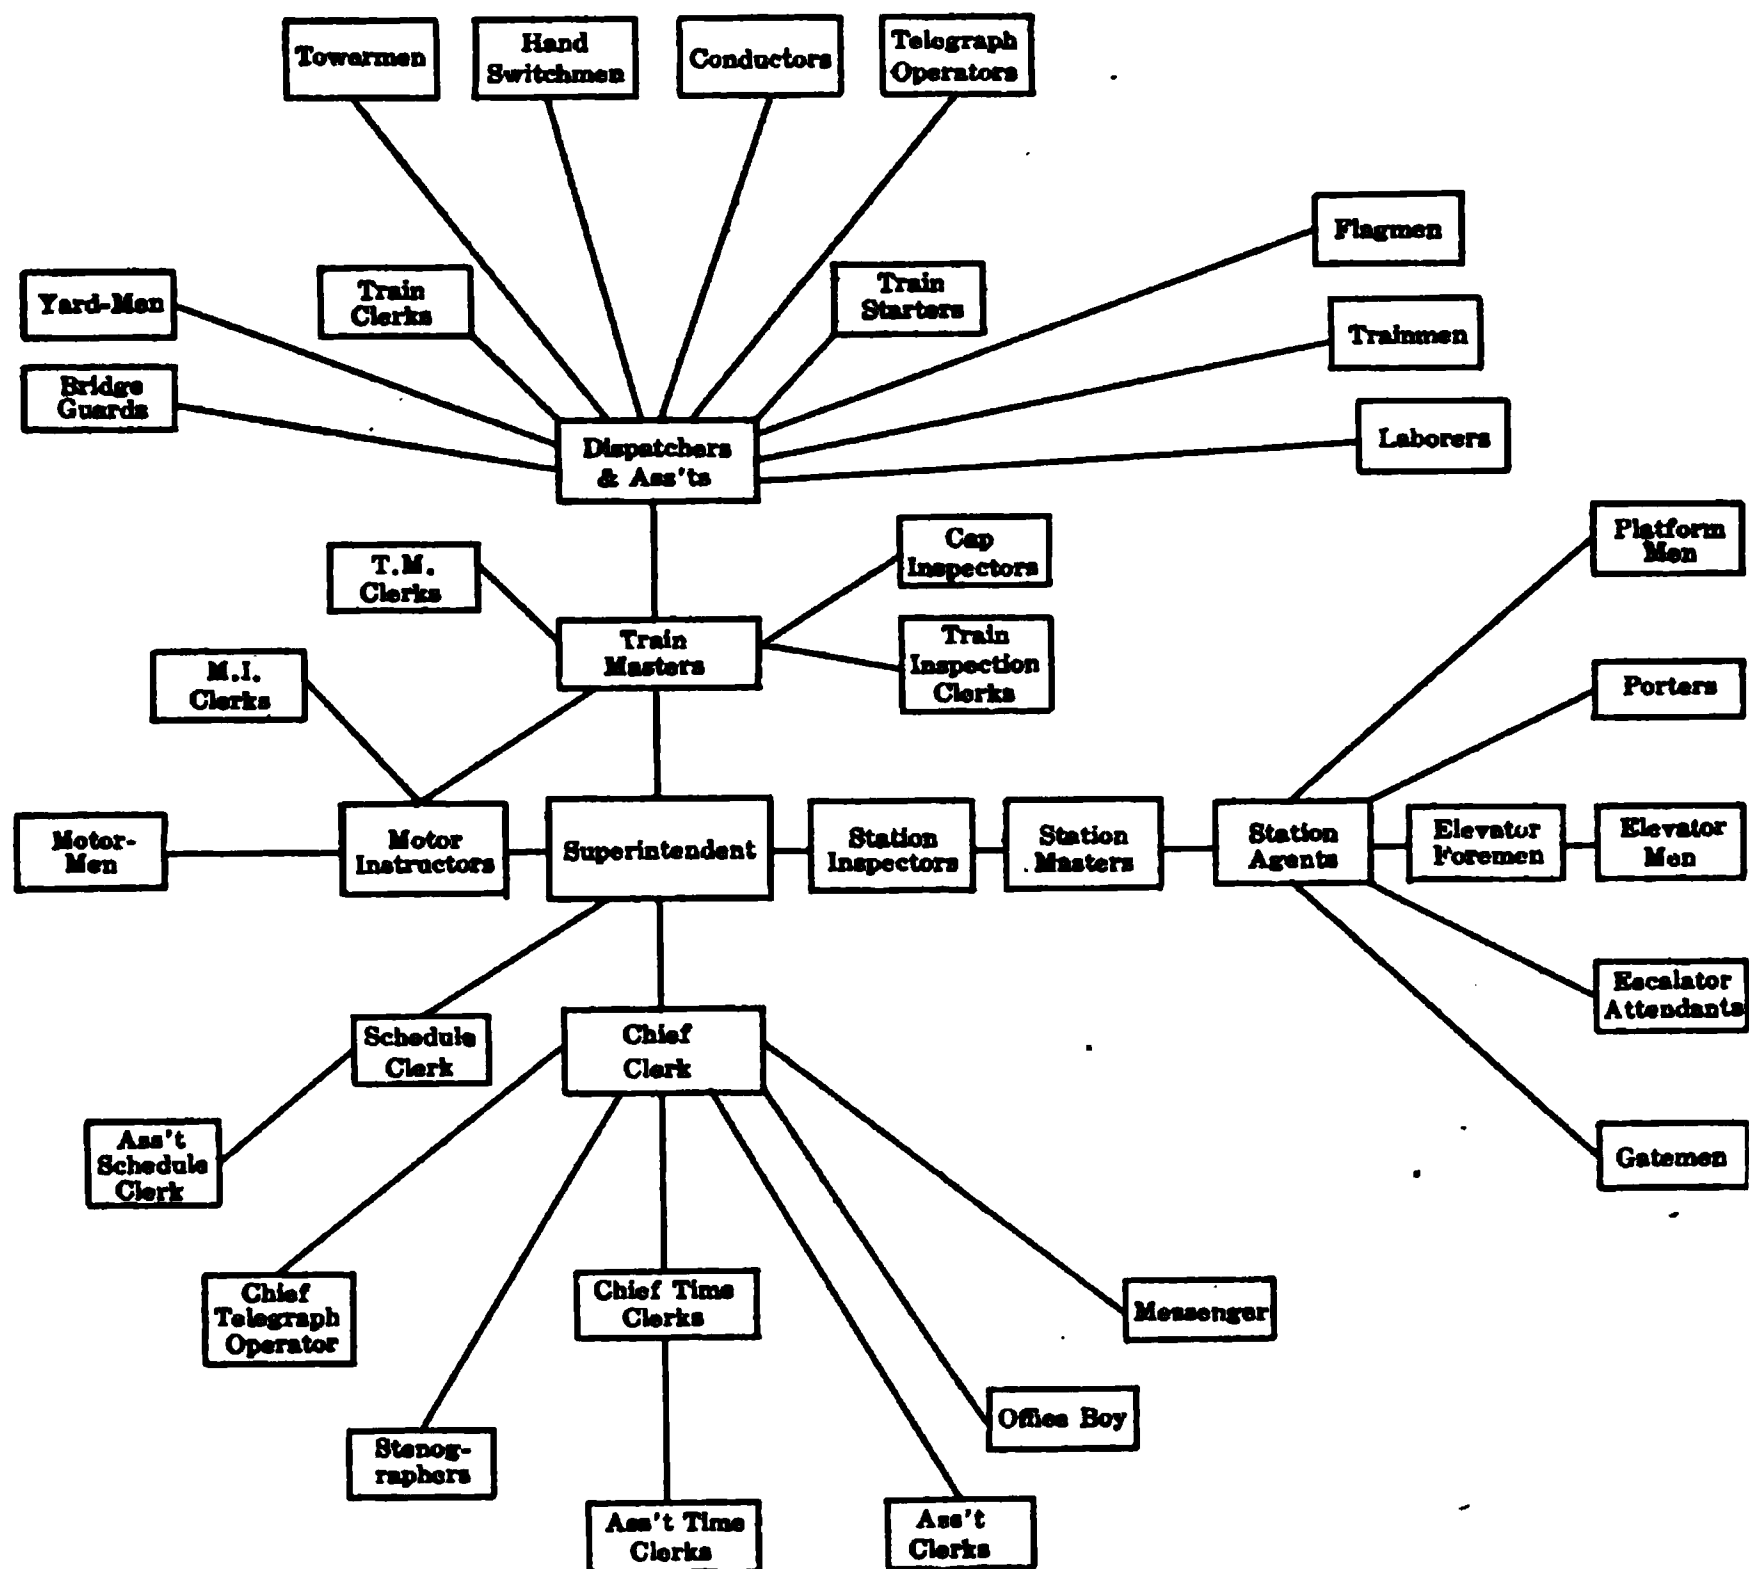 Towermen
Hand
Switchmen
Conductors
Telegraph
Operators
Flagmen
Yard-Men
Train
Clerks
Train
Starters
Trainmen
Bridge
Guards
Dispatchers
& Ass'ts
Laborers
T.M.
Clerks
Cap
Inspectors
Platform
Men
Train
Masters
Train
Inspection
Clerks
M.I.
Clerks
Porters
Motor-
Men
Motor
Instructors
Superintendent
Station
Inspectors
Station
Masters
Station
Agents
Elevator
Foremen
Elevator
Men
Escalator
Attendants
Schedule
Clerk
Chief
Clerk
Ass't
Schedule
Clerk
Gatemen
Chief
Telegraph
Operator
Chief Time
Clerks
Messenger
Office Boy
Stenog-
raphers
Ass't Time
Clerks
Ass't
Clerks